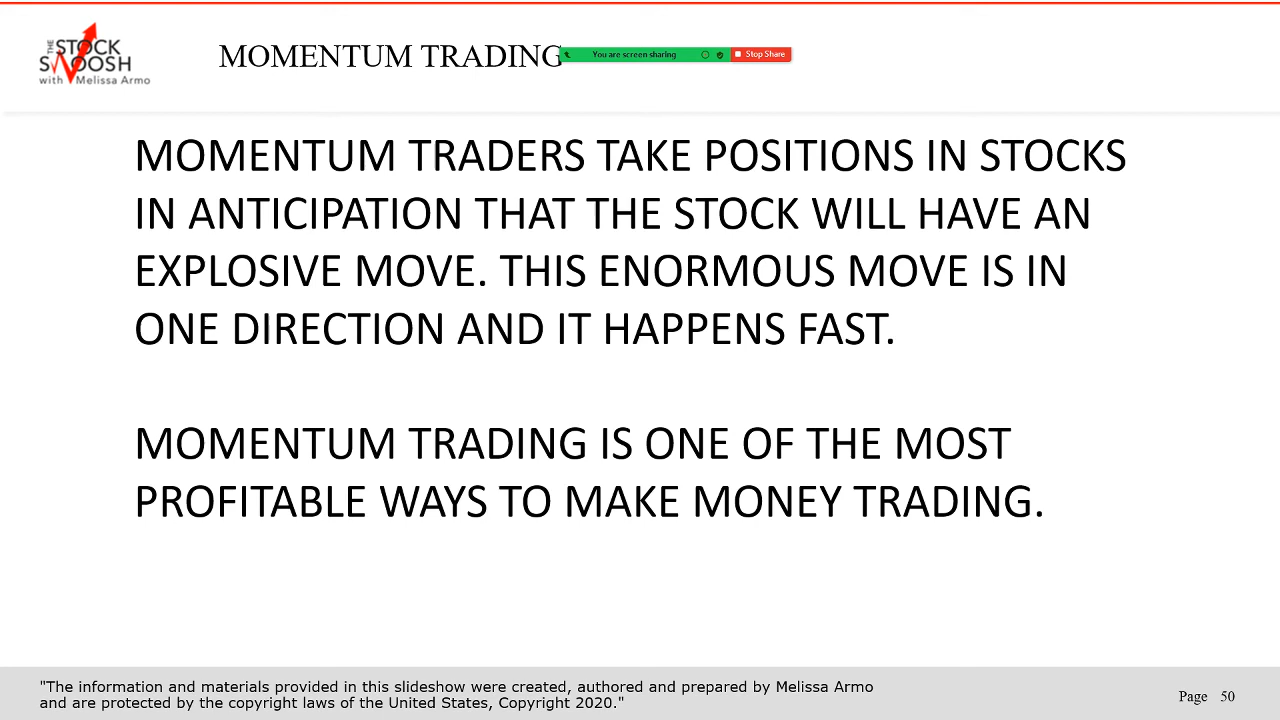 THE STOCK
SWOOSH
with Melissa Armo
MOMENTUM TRADING
You are screen sharing
Stop Share
MOMENTUM TRADERS TAKE POSITIONS IN STOCKS
IN ANTICIPATION THAT THE STOCK WILL HAVE AN
EXPLOSIVE MOVE. THIS ENORMOUS MOVE IS IN
ONE DIRECTION AND IT HAPPENS FAST.
MOMENTUM TRADING IS ONE OF THE MOST
PROFITABLE WAYS TO MAKE MONEY TRADING.
"The information and materials provided in this slideshow were created, authored and prepared by Melissa Armo
and are protected by the copyright laws of the United States, Copyright 2020."
Page 50